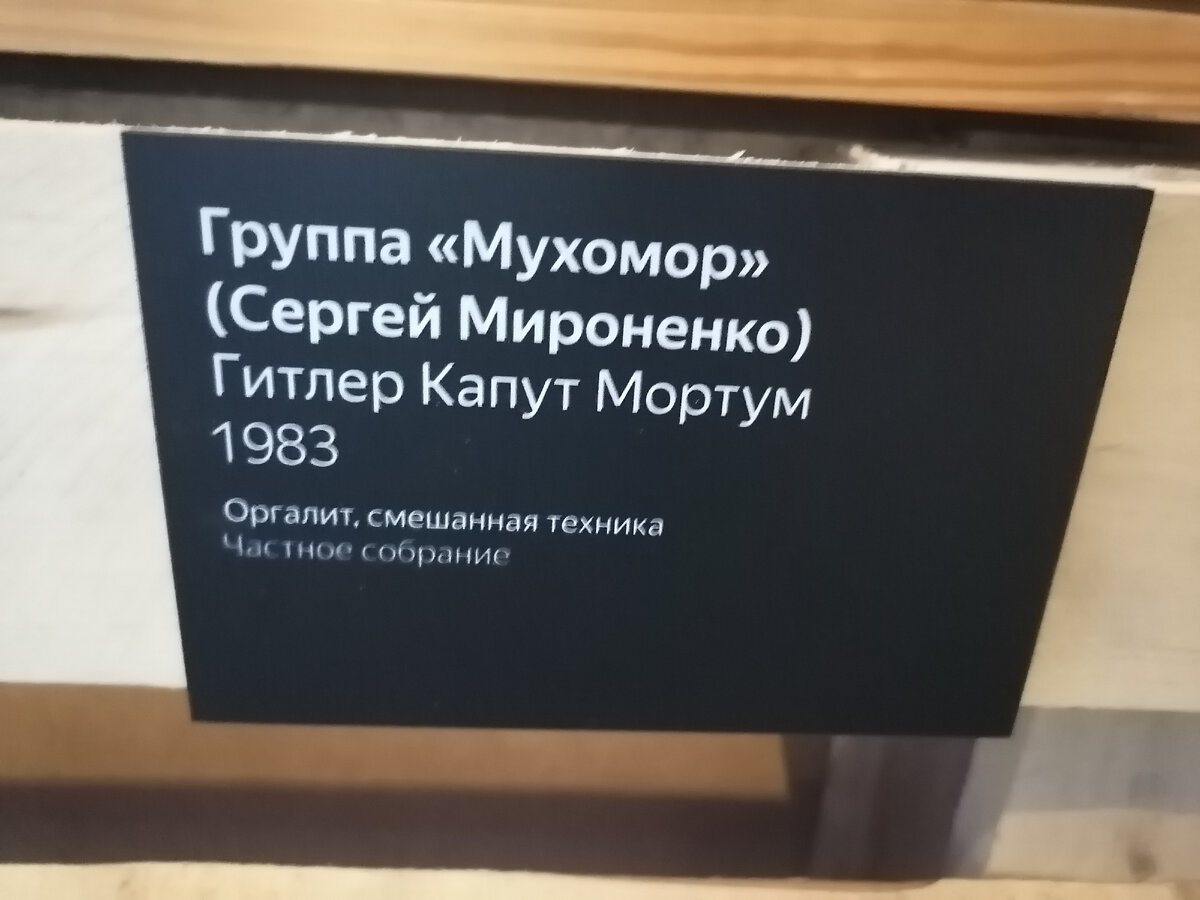 Группа «Мухомор»
(Сергей Мироненко)
Гитлер Капут Мортум
1983
Оргалит, смешанная техника
Частное собрание